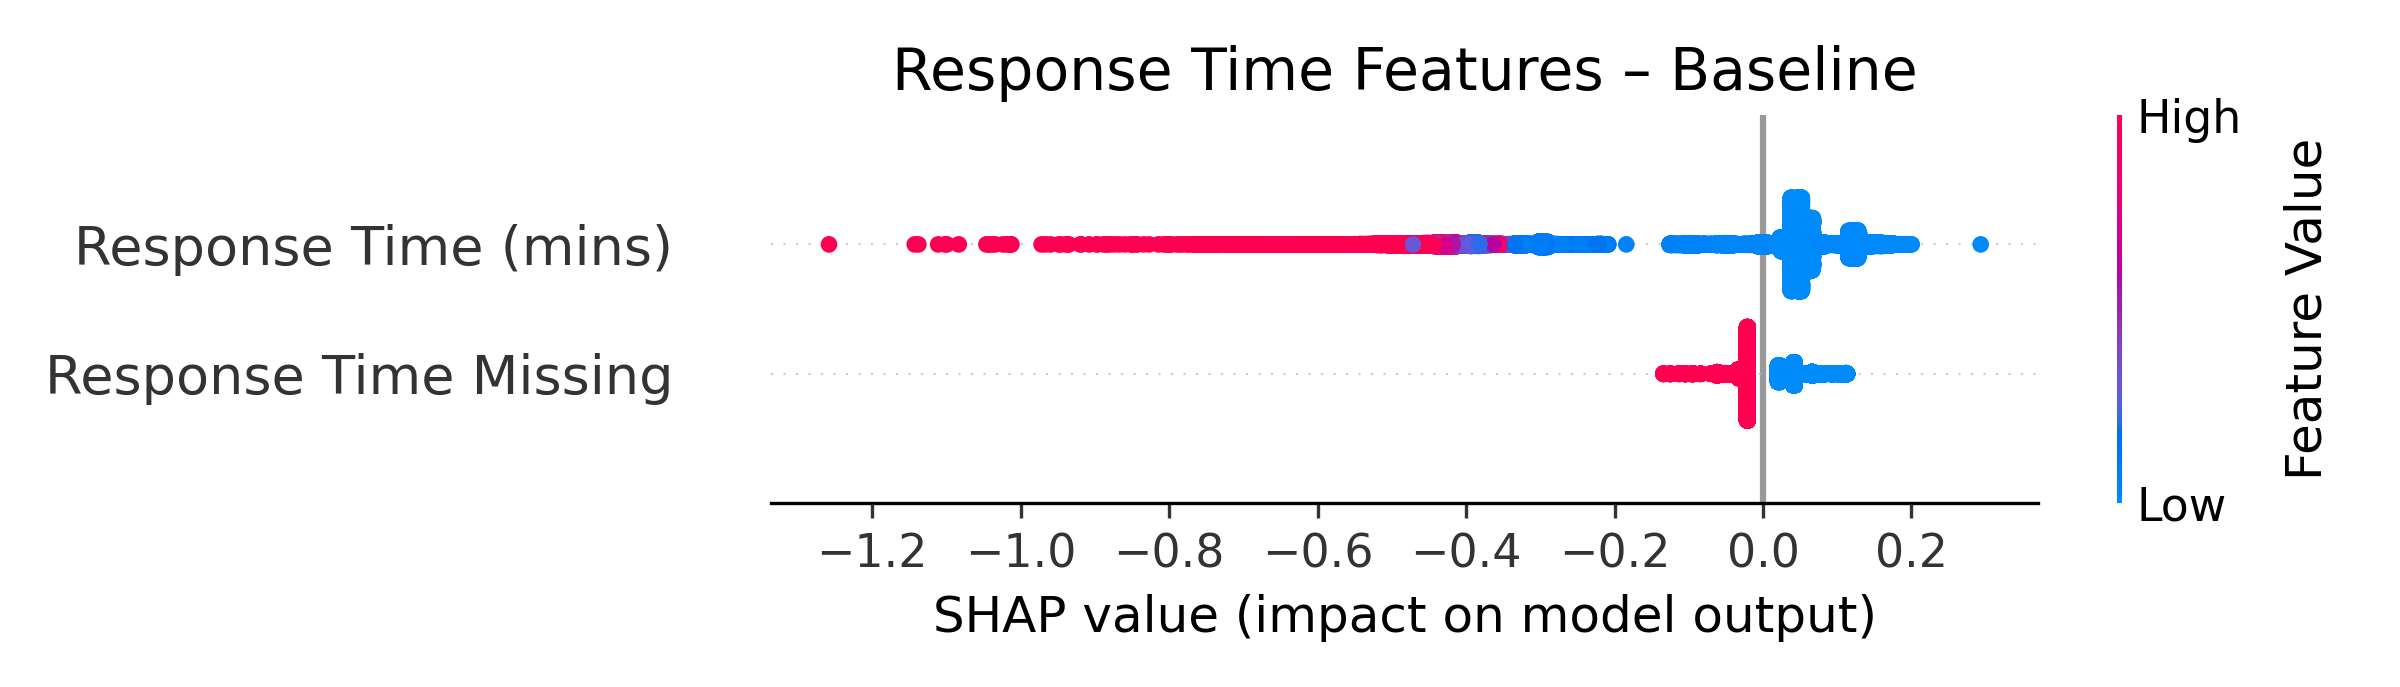 Response Time Features – Baseline
High
Response Time (mins)
Response Time Missing
Feature Value
Low
−1.2 −1.0 −0.8 −0.6 −0.4 −0.2 0.0 0.2
SHAP value (impact on model output)